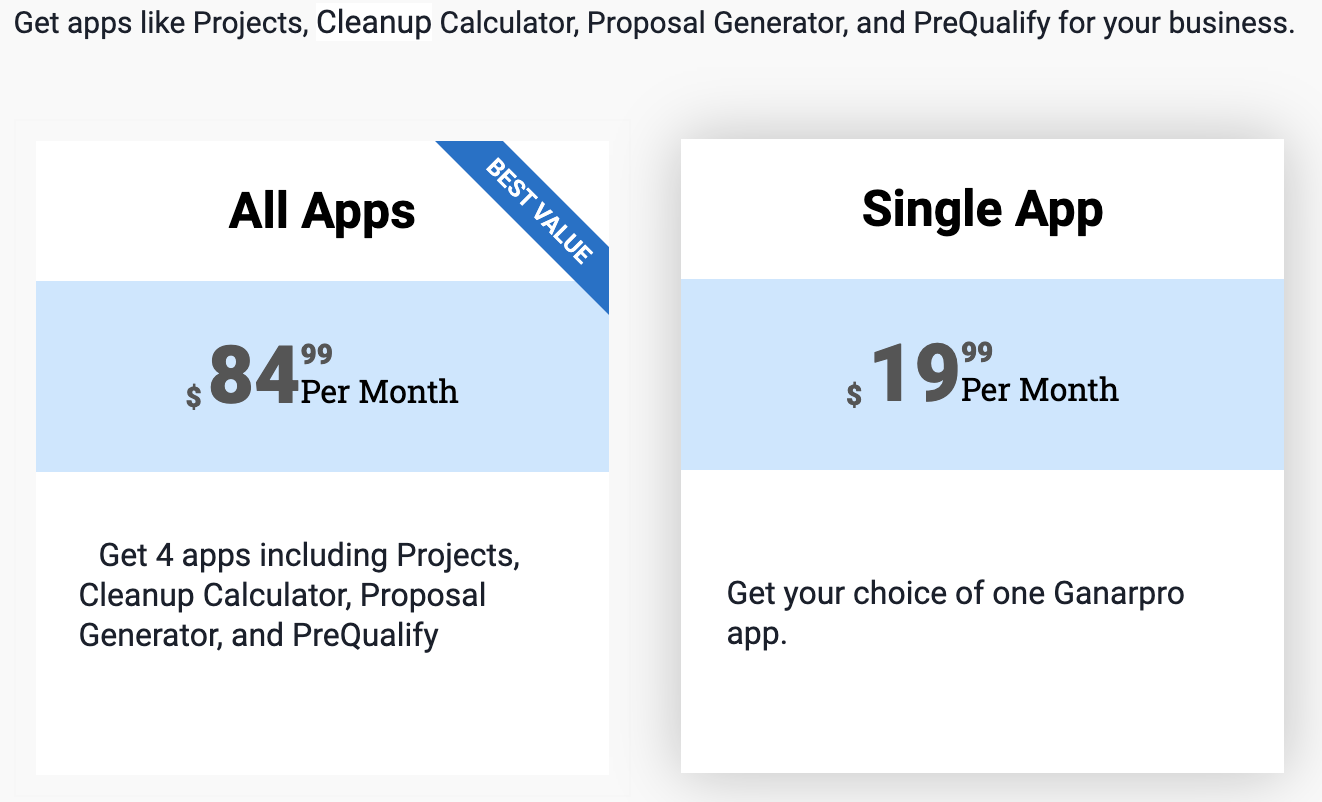 Get apps like Projects, Cleanup Calculator, Proposal Generator, and PreQualify for your business.
All Apps
BEST VALUE
$84 99
Per Month
Get 4 apps including Projects,
Cleanup Calculator, Proposal
Generator, and PreQualify
Single App
$19 99
Per Month
Get your choice of one Ganarpro
app.